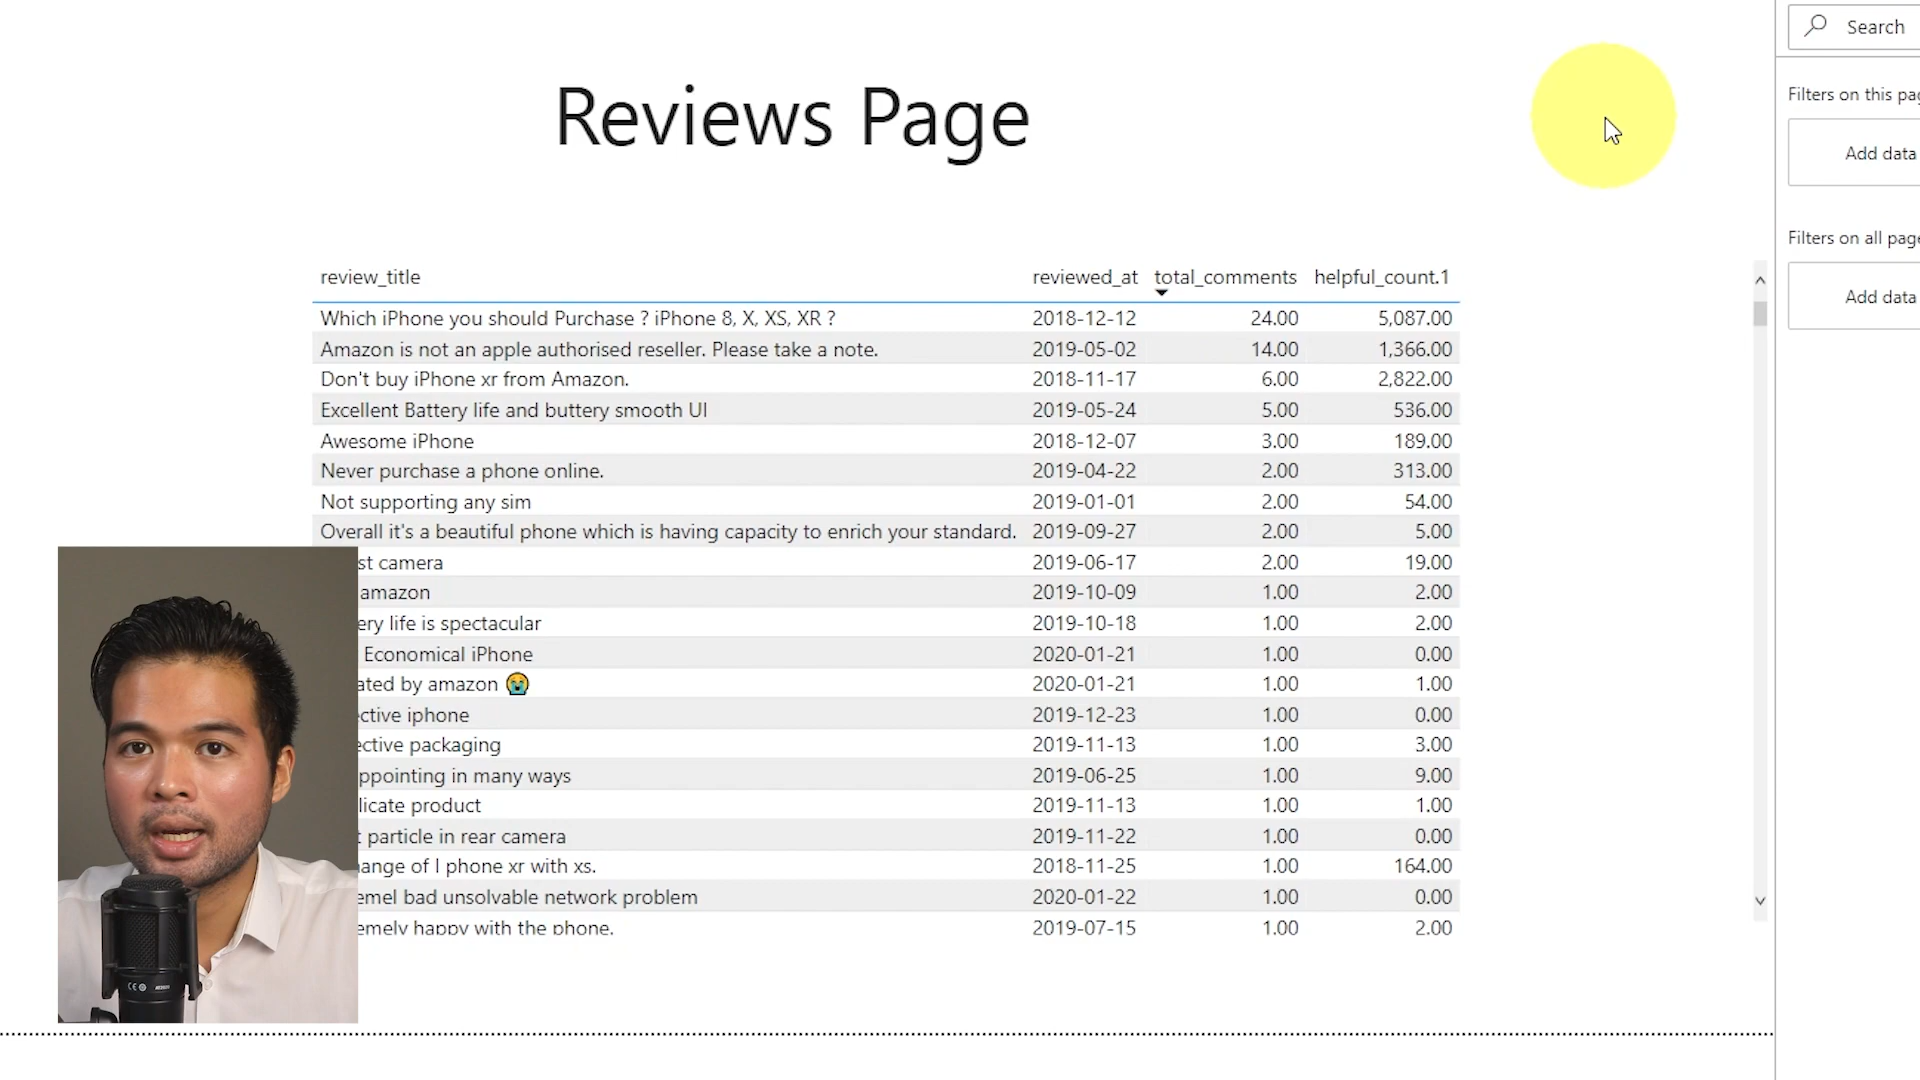 Search
Reviews Page
Filters on this
Add data
Filters on all
Add data
review_title reviewed_at total_comments helpful_count.1
Which iPhone you should Purchase ? iPhone 8, X, XS, XR ? 2018-12-12 24.00 5,087.00
Amazon is not an apple authorised reseller. Please take a note. 2019-05-02 14.00 1,366.00
Don't buy iPhone xr from Amazon. 2018-11-17 6.00 2,822.00
Excellent Battery life and buttery smooth UI 2019-05-24 5.00 536.00
Awesome iPhone 2018-12-07 3.00 189.00
Never purchase a phone online. 2019-04-22 2.00 313.00
Not supporting any sim 2019-01-01 2.00 54.00
Overall it's a beautiful phone which is having capacity to enrich your standard. 2019-09-27 2.00 5.00
camera 2019-06-17 2.00 19.00
amazon 2019-10-09 1.00 2.00
life is spectacular 2019-10-18 1.00 2.00
Economical iPhone 2020-01-21 1.00 0.00
by amazon 😭 2020-01-21 1.00 1.00
iphone 2019-12-23 1.00 0.00
packaging 2019-11-13 1.00 3.00
in many ways 2019-06-25 1.00 9.00
product 2019-11-13 1.00 1.00
particle in rear camera 2019-11-22 1.00 0.00
of I phone xr with xs. 2018-11-25 1.00 164.00
bad unsolvable network problem 2020-01-22 1.00 0.00
happy with the phone. 2019-07-15 1.00 2.00